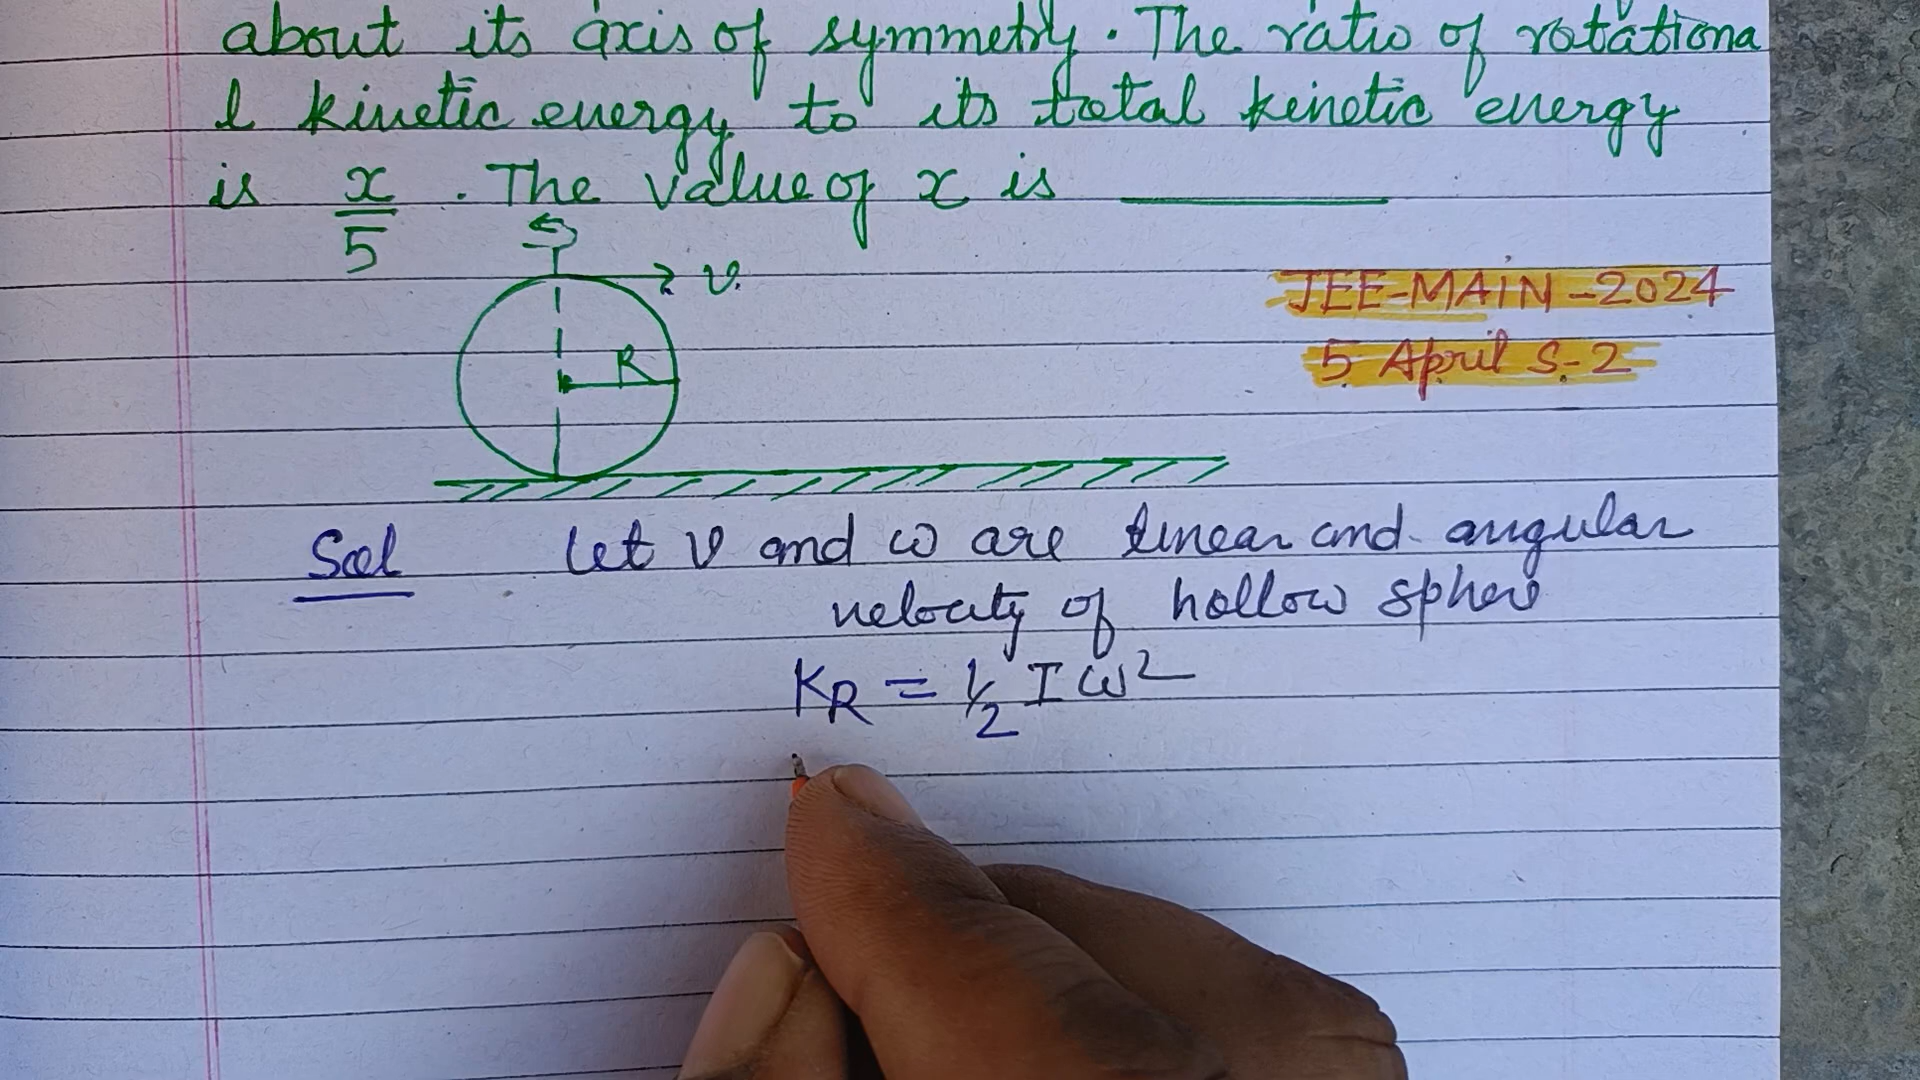 about its axis of symmetry. The ratio of rotationa
l kinetic energy to its total kinetic energy
is x/5 . The value of x is ________
v.
R
JEE-MAIN-2024
5 April S-2
Sol let v and ω are linear and angular
velocity of hollow sphere
KR = 1/2 I ω²